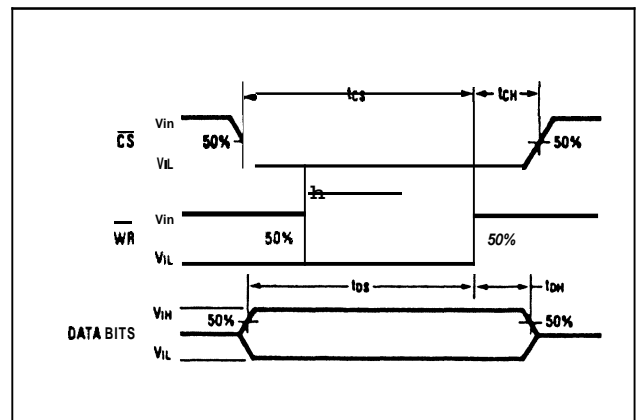 tCS
tCH
Vin
CS
50%
50%
VIL
h
Vin
WR
50%
50%
VIL
tDS
tDH
VIH
50%
50%
DATA BITS
VIL